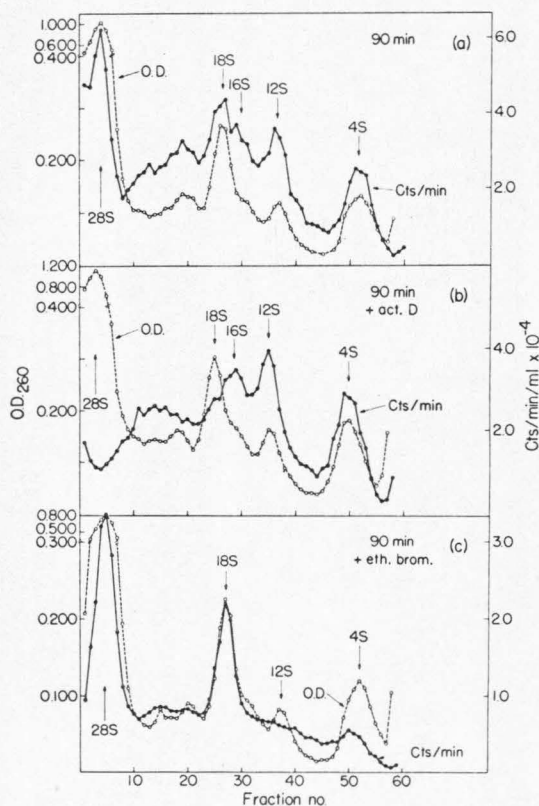 1.000
0.600
0.400
0.200
90 min
(a)
O.D.
18S
16S
12S
4S
28S
Cts/min
6.0
4.0
2.0
1.200
0.800
0.400
0.200
90 min
+ act. D
(b)
O.D.
18S
16S
12S
4S
28S
Cts/min
4.0
2.0
O.D.260
Cts/min/ml x 10-4
0.800
0.500
0.300
0.200
0.100
90 min
+ eth. brom.
(c)
18S
12S
4S
O.D.
28S
Cts/min
3.0
2.0
1.0
10 20 30 40 50 60
Fraction no.